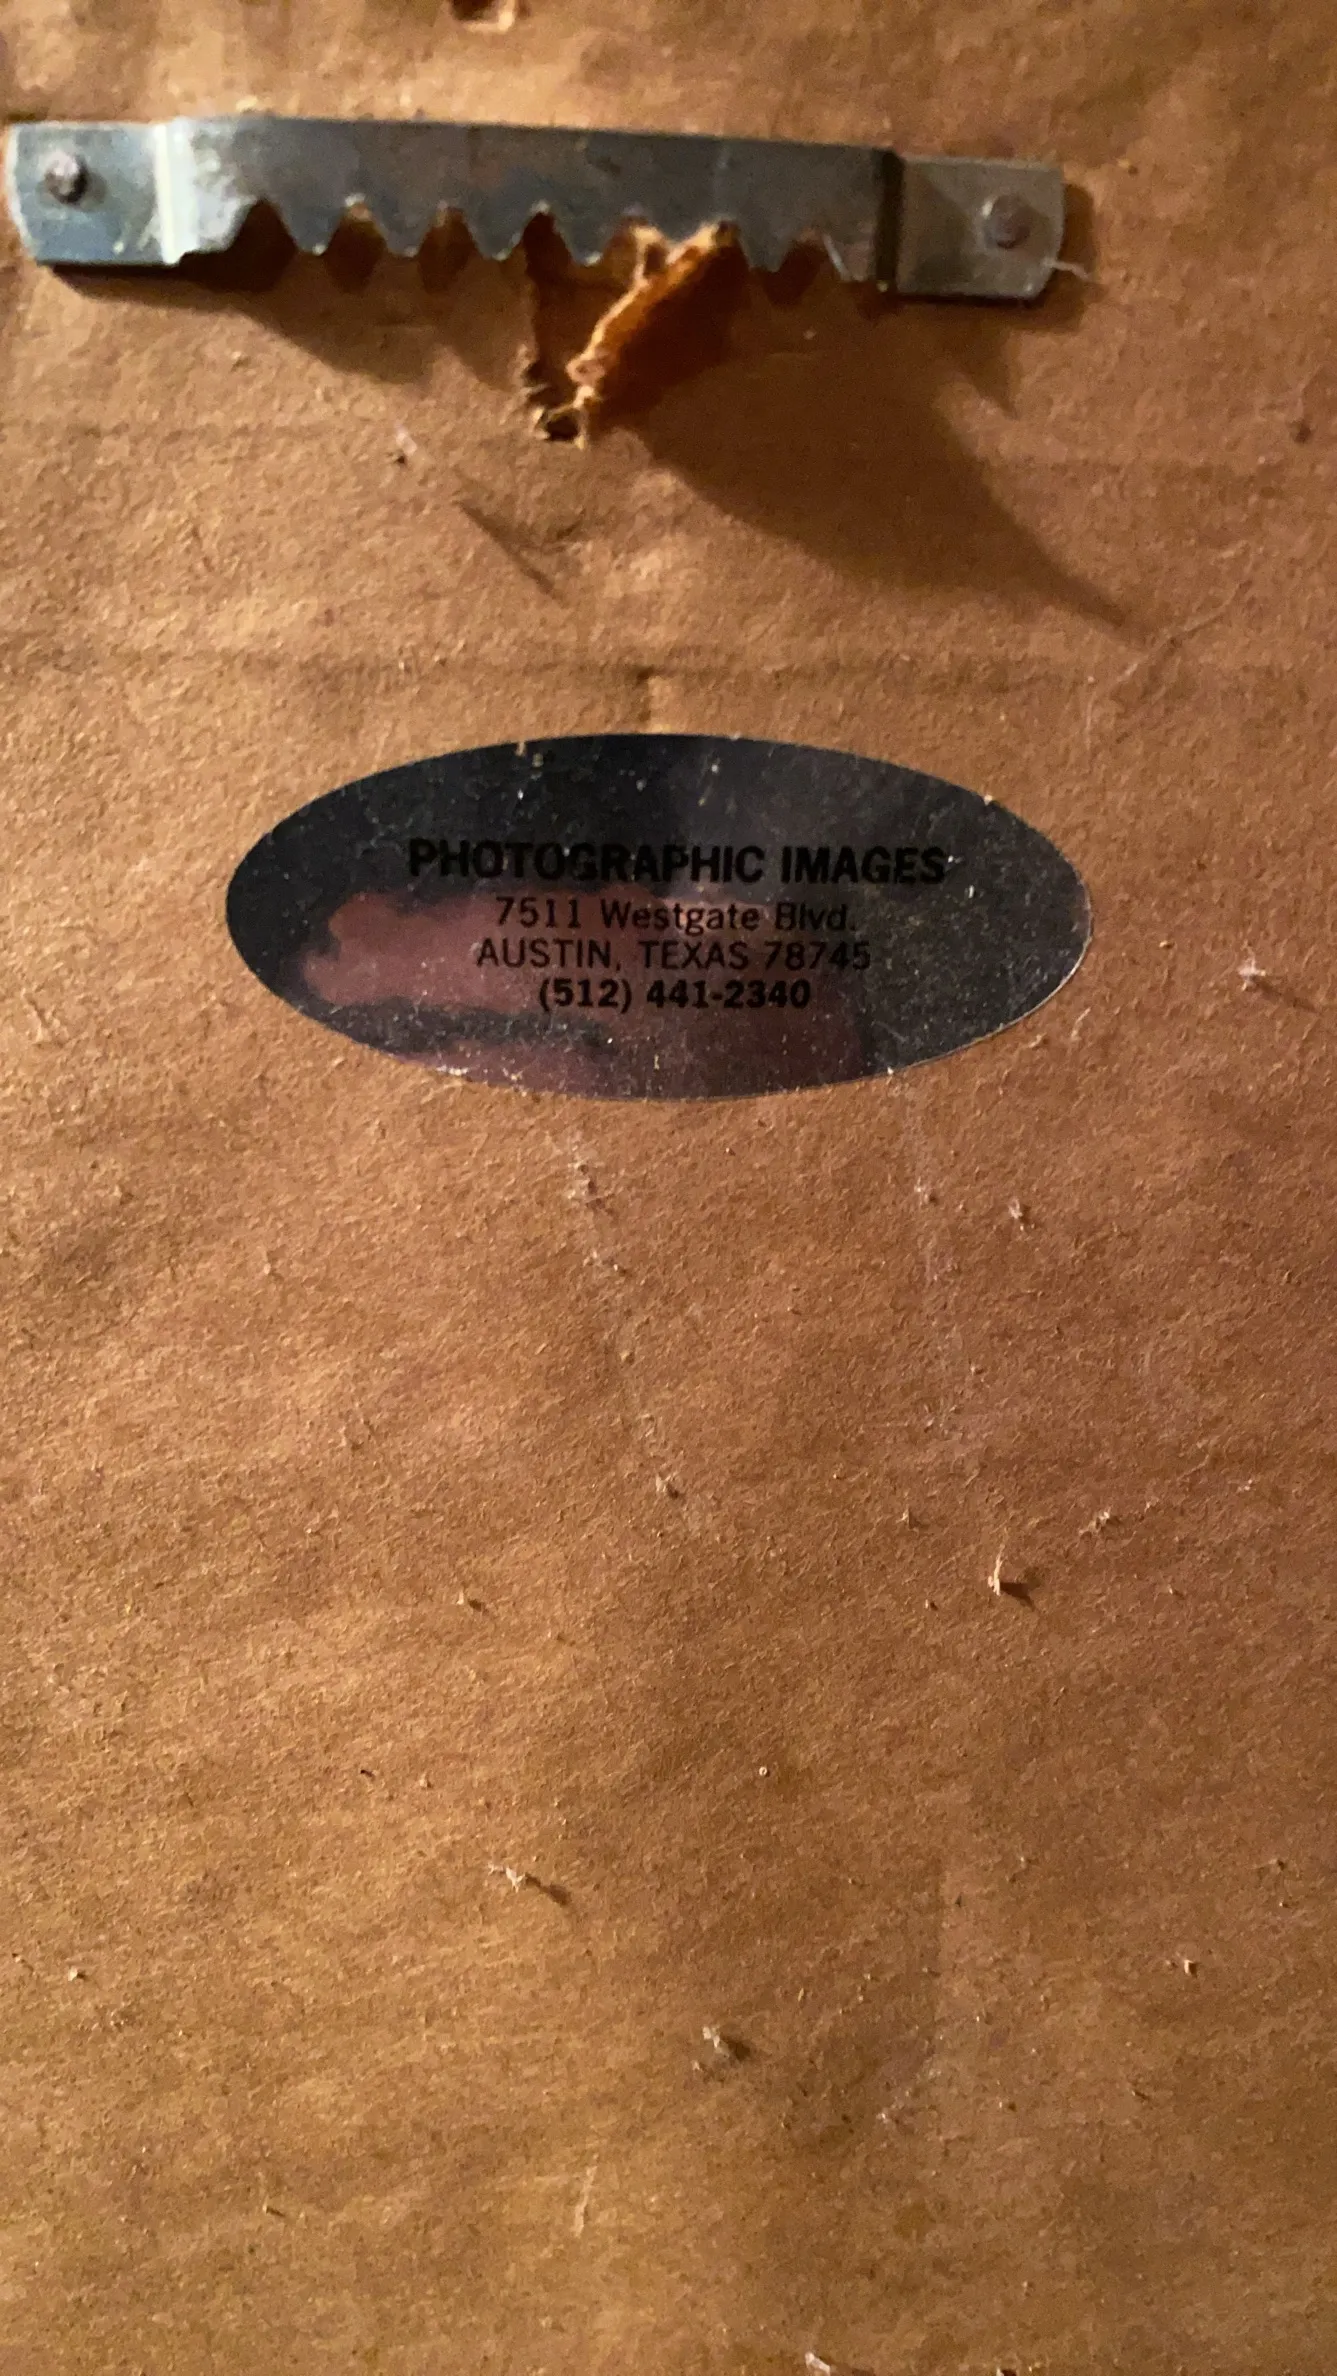 PHOTOGRAPHIC IMAGES
7511 Westgate Blvd.
AUSTIN, TEXAS 78745
(512) 441-2340